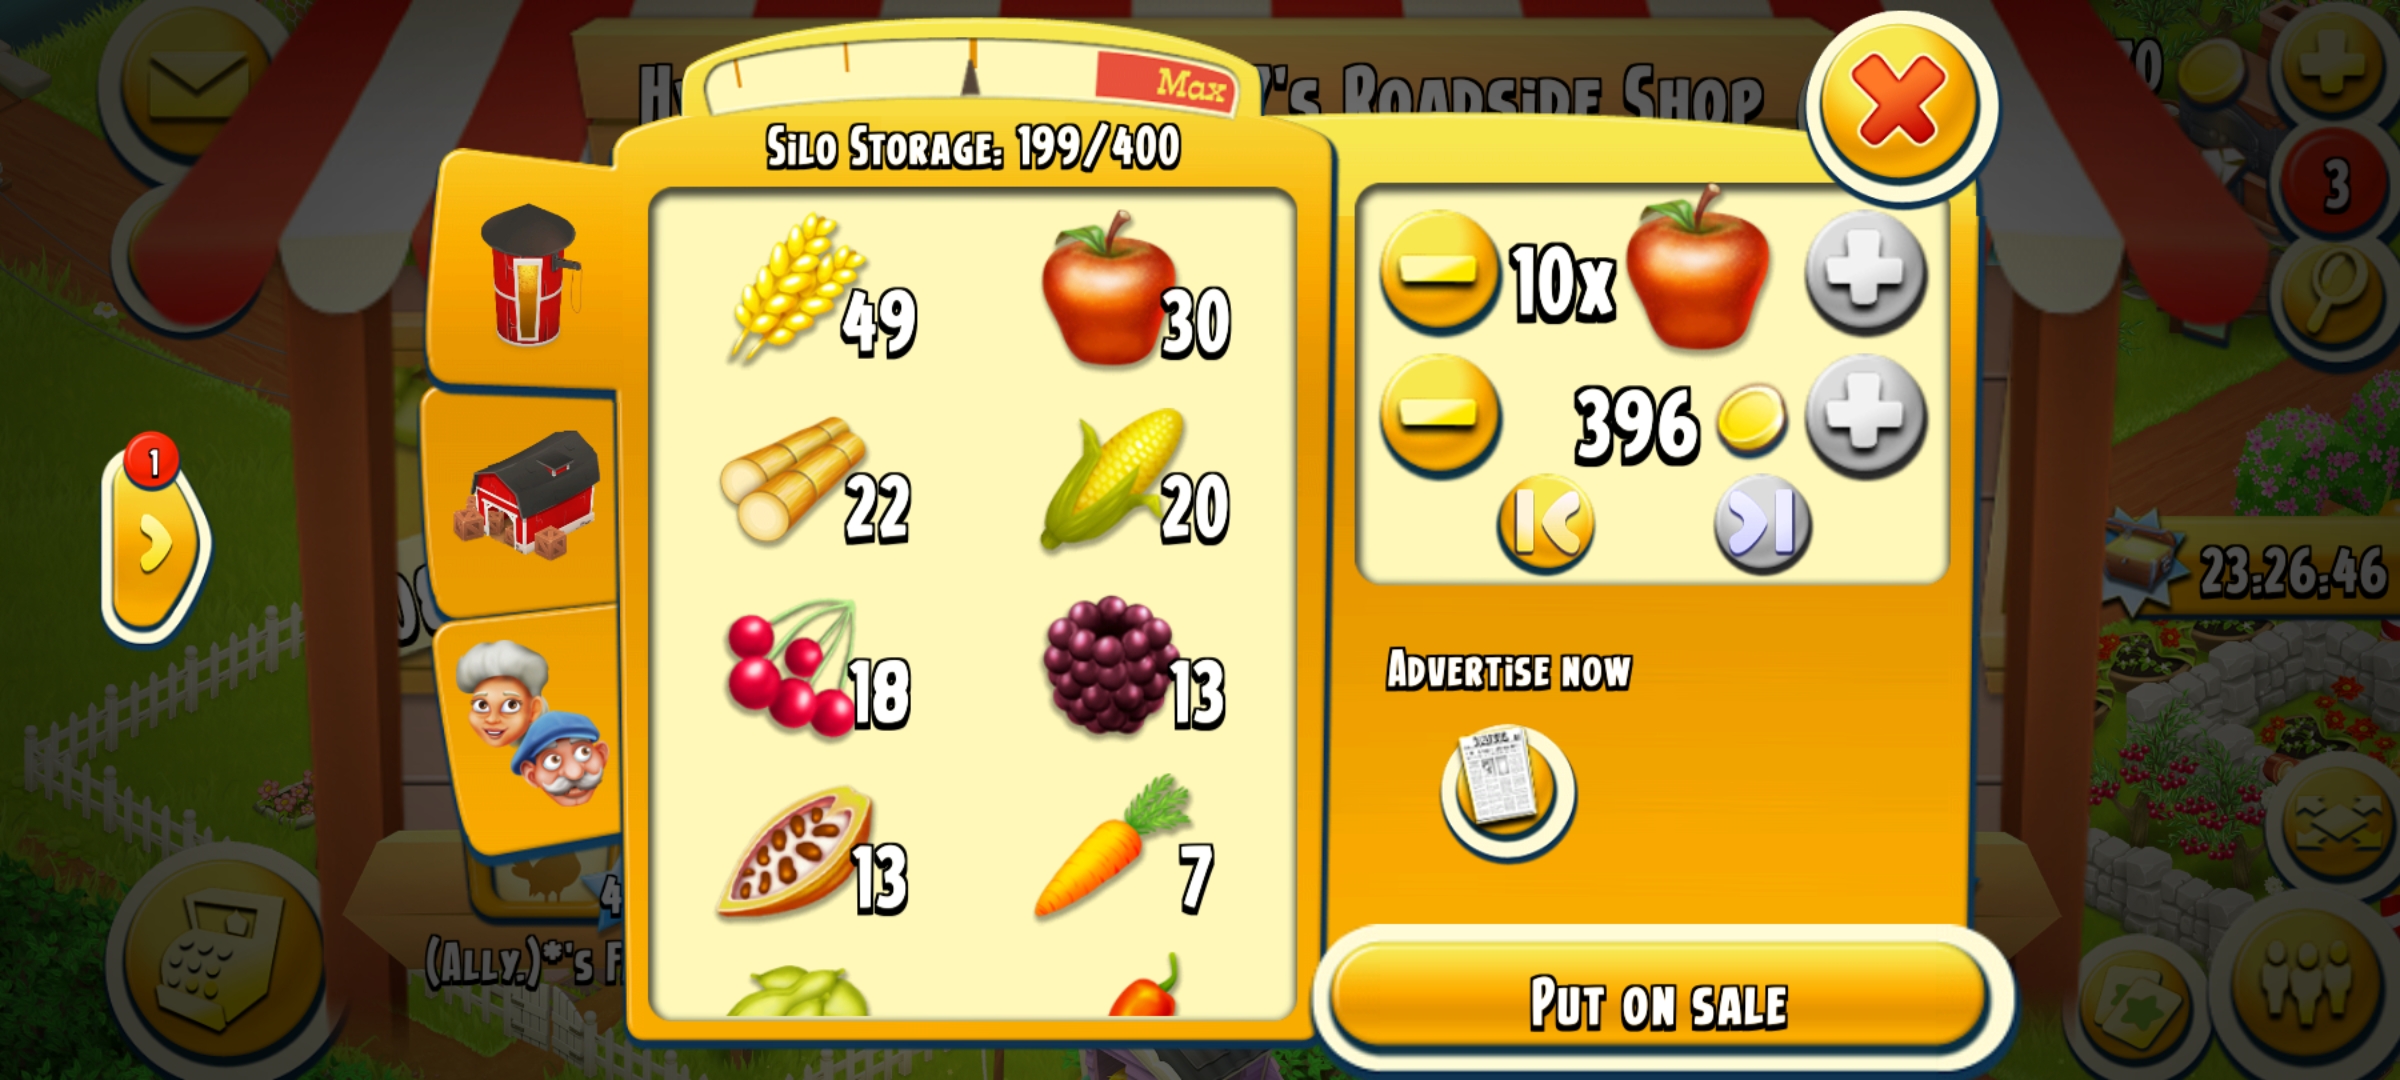 'S ROADSIDE SHOP
Max
SILO STORAGE: 199/400
3
49
30
10x
22
20
396
1
18
13
23:26:46
ADVERTISE NOW
13
7
(ALLY.)*'S
PUT ON SALE